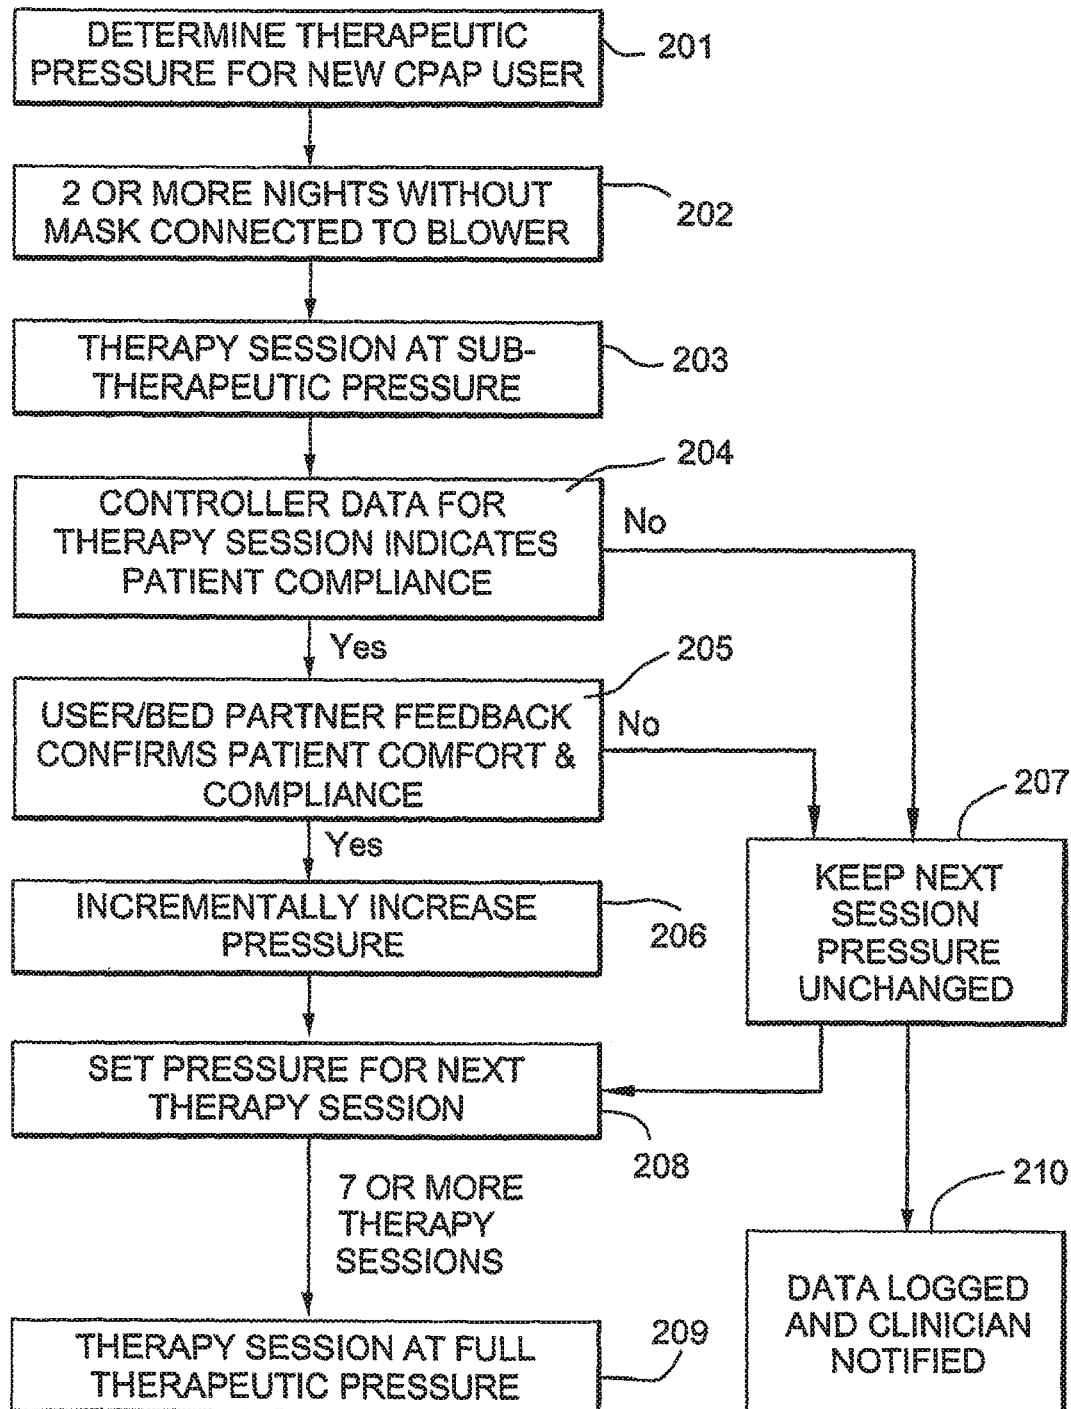 DETERMINE THERAPEUTIC
PRESSURE FOR NEW CPAP USER
201
2 OR MORE NIGHTS WITHOUT
MASK CONNECTED TO BLOWER
202
THERAPY SESSION AT SUB-
THERAPEUTIC PRESSURE
203
204
CONTROLLER DATA FOR
THERAPY SESSION INDICATES
PATIENT COMPLIANCE
No
Yes
205
USER/BED PARTNER FEEDBACK
CONFIRMS PATIENT COMFORT &
COMPLIANCE
No
Yes
207
KEEP NEXT
SESSION
PRESSURE
UNCHANGED
INCREMENTALLY INCREASE
PRESSURE
206
SET PRESSURE FOR NEXT
THERAPY SESSION
208
7 OR MORE
THERAPY
SESSIONS
210
DATA LOGGED
AND CLINICIAN
NOTIFIED
THERAPY SESSION AT FULL
THERAPEUTIC PRESSURE
209